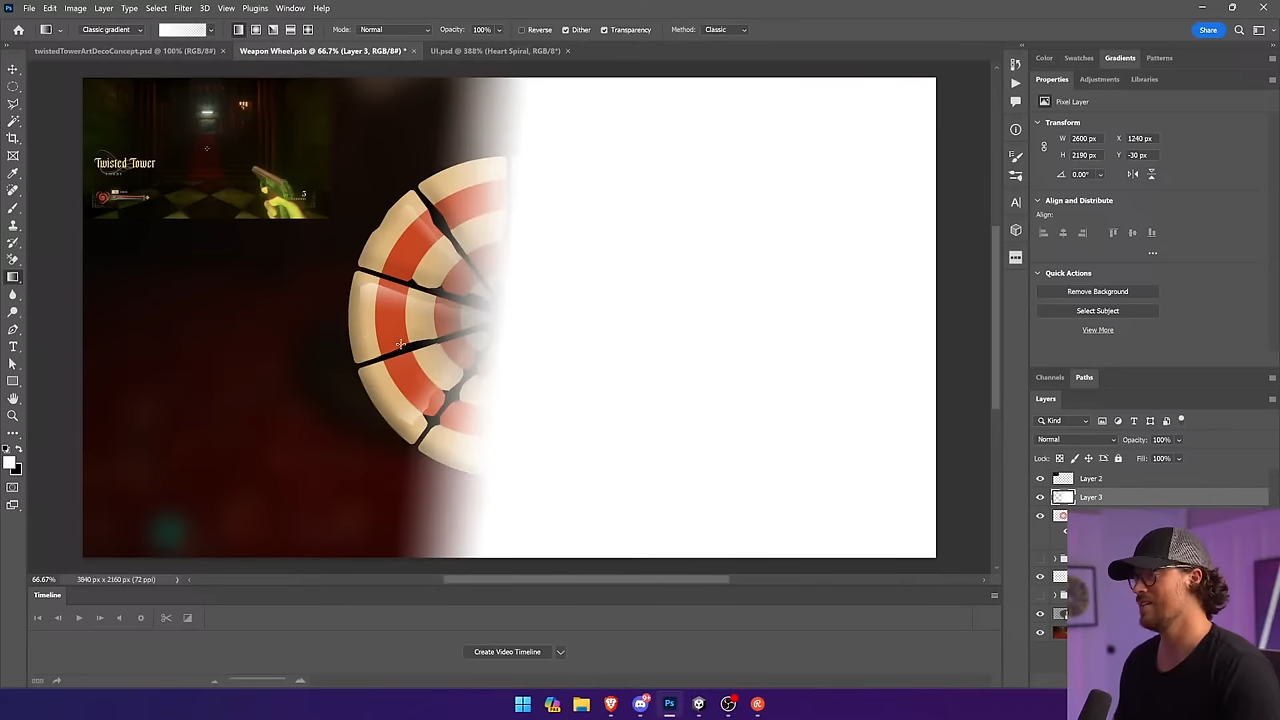 Ps File Edit Image Layer Type Select Filter 3D View Plugins Window Help
Classic gradient Mode: Normal Opacity: 100% Reverse Dither Transparency Method: Classic Share
twistedTowerArtDecoConcept.psd @ 100% (RGB/8#) × Weapon Wheel.psb @ 66.7% (Layer 3, RGB/8#) * × UI.psd @ 388% (Heart Spiral, RGB/8*) ×
Color Swatches Gradients Patterns
Properties Adjustments Libraries
Pixel Layer
Transform
W 2600 px X 1240 px
H 2190 px Y -30 px
0.00°
Align and Distribute
Align:
Quick Actions
Remove Background
Select Subject
View More
Twisted Tower
3
Channels Paths
Layers
Kind
Normal Opacity: 100%
Lock: Fill: 100%
Layer 2
Layer 3
66.67% 3840 px x 2160 px (72 ppi)
Timeline
Create Video Timeline
Ps